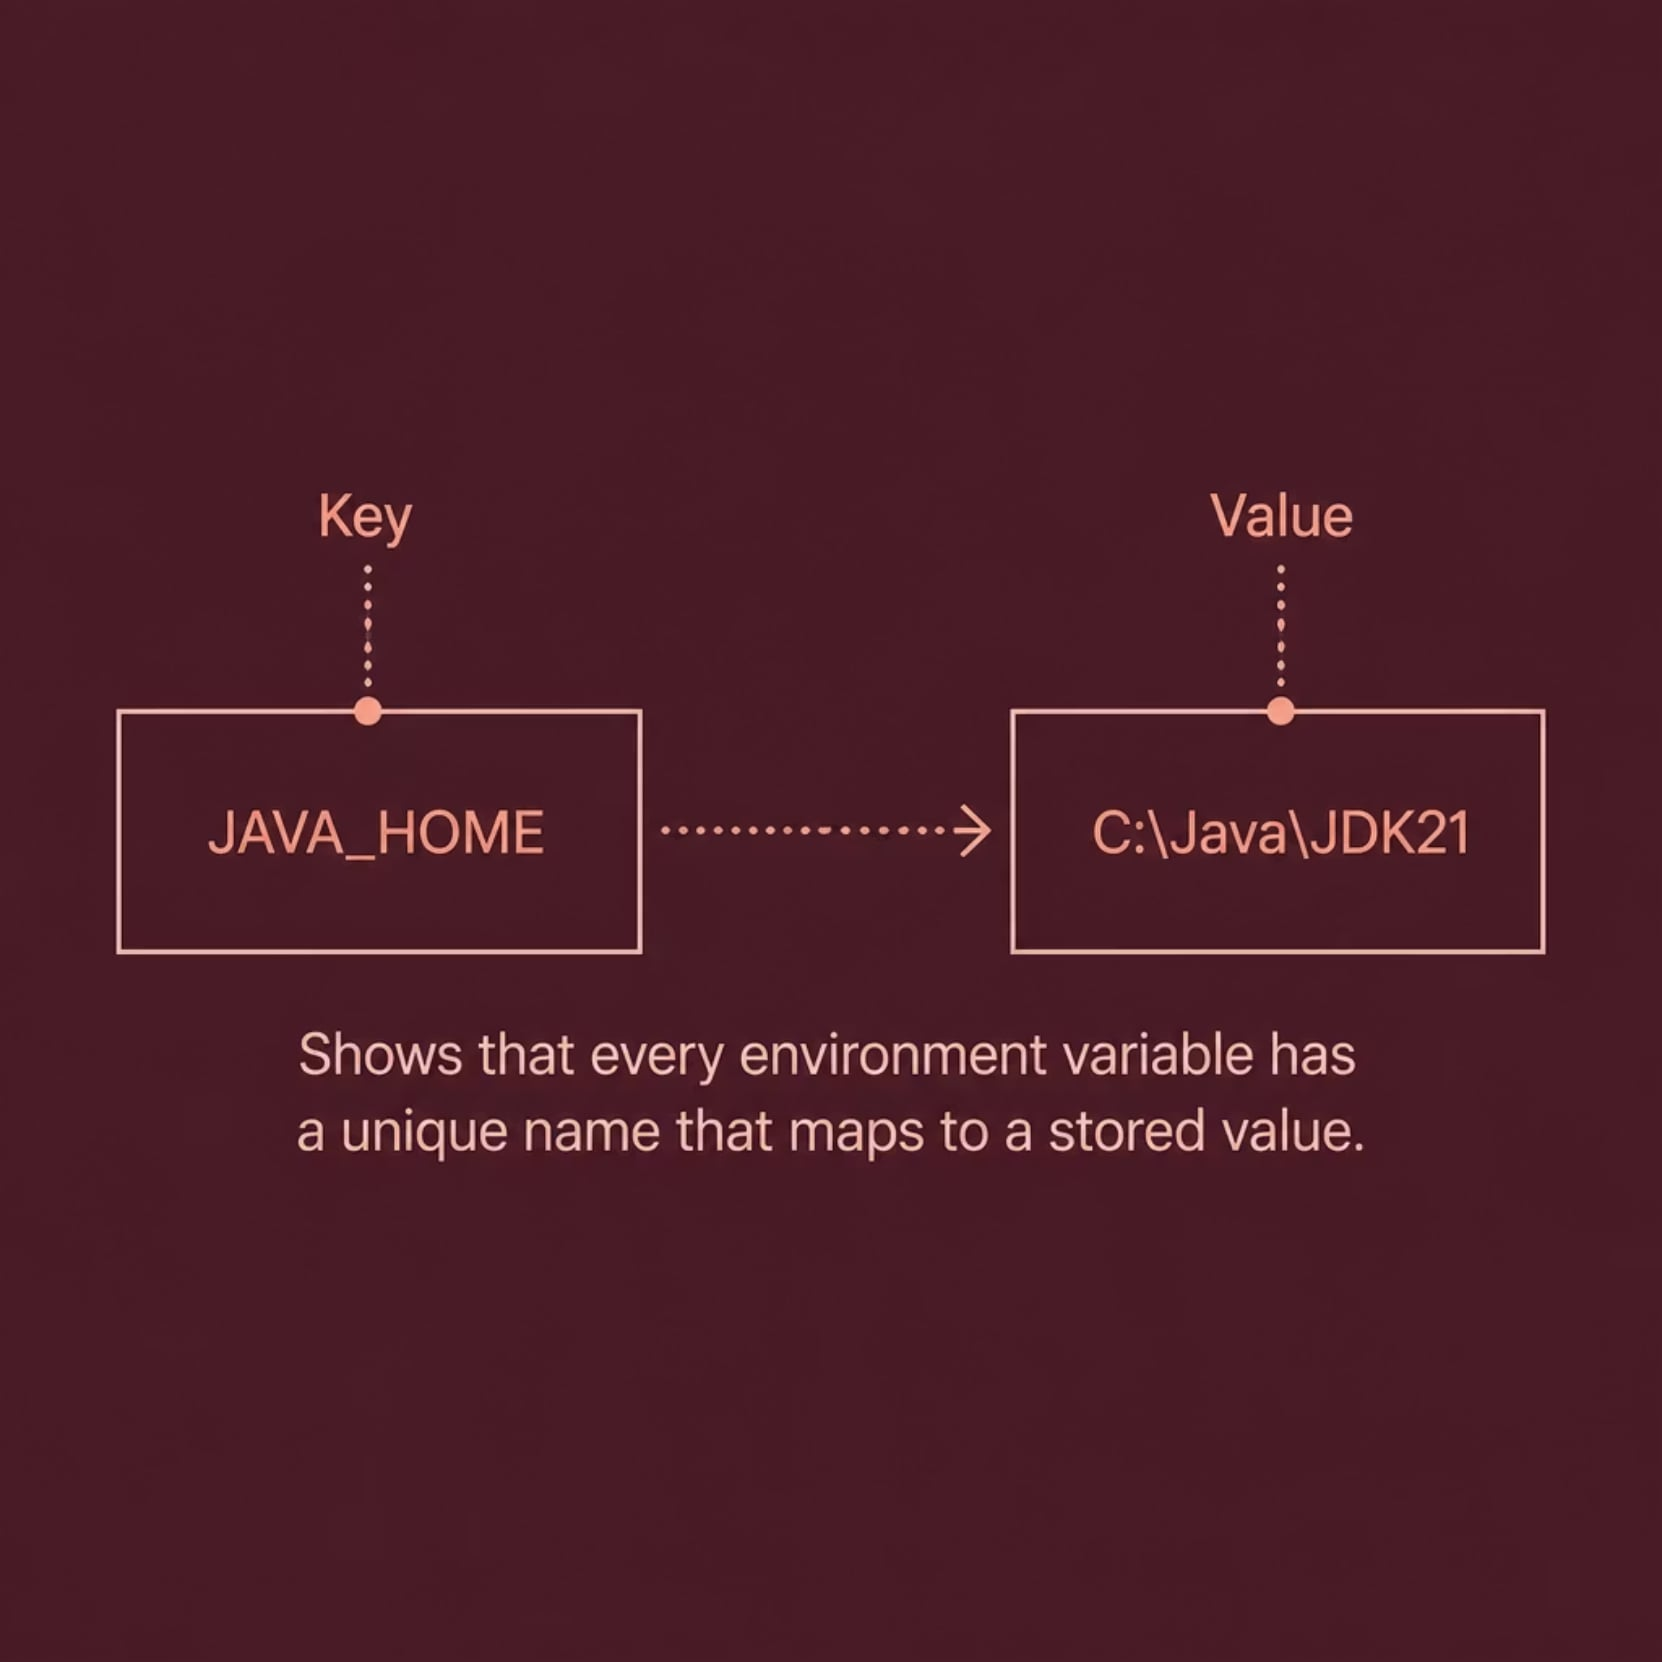 Key
Value
JAVA_HOME
C:\Java\JDK21
Shows that every environment variable has
a unique name that maps to a stored value.